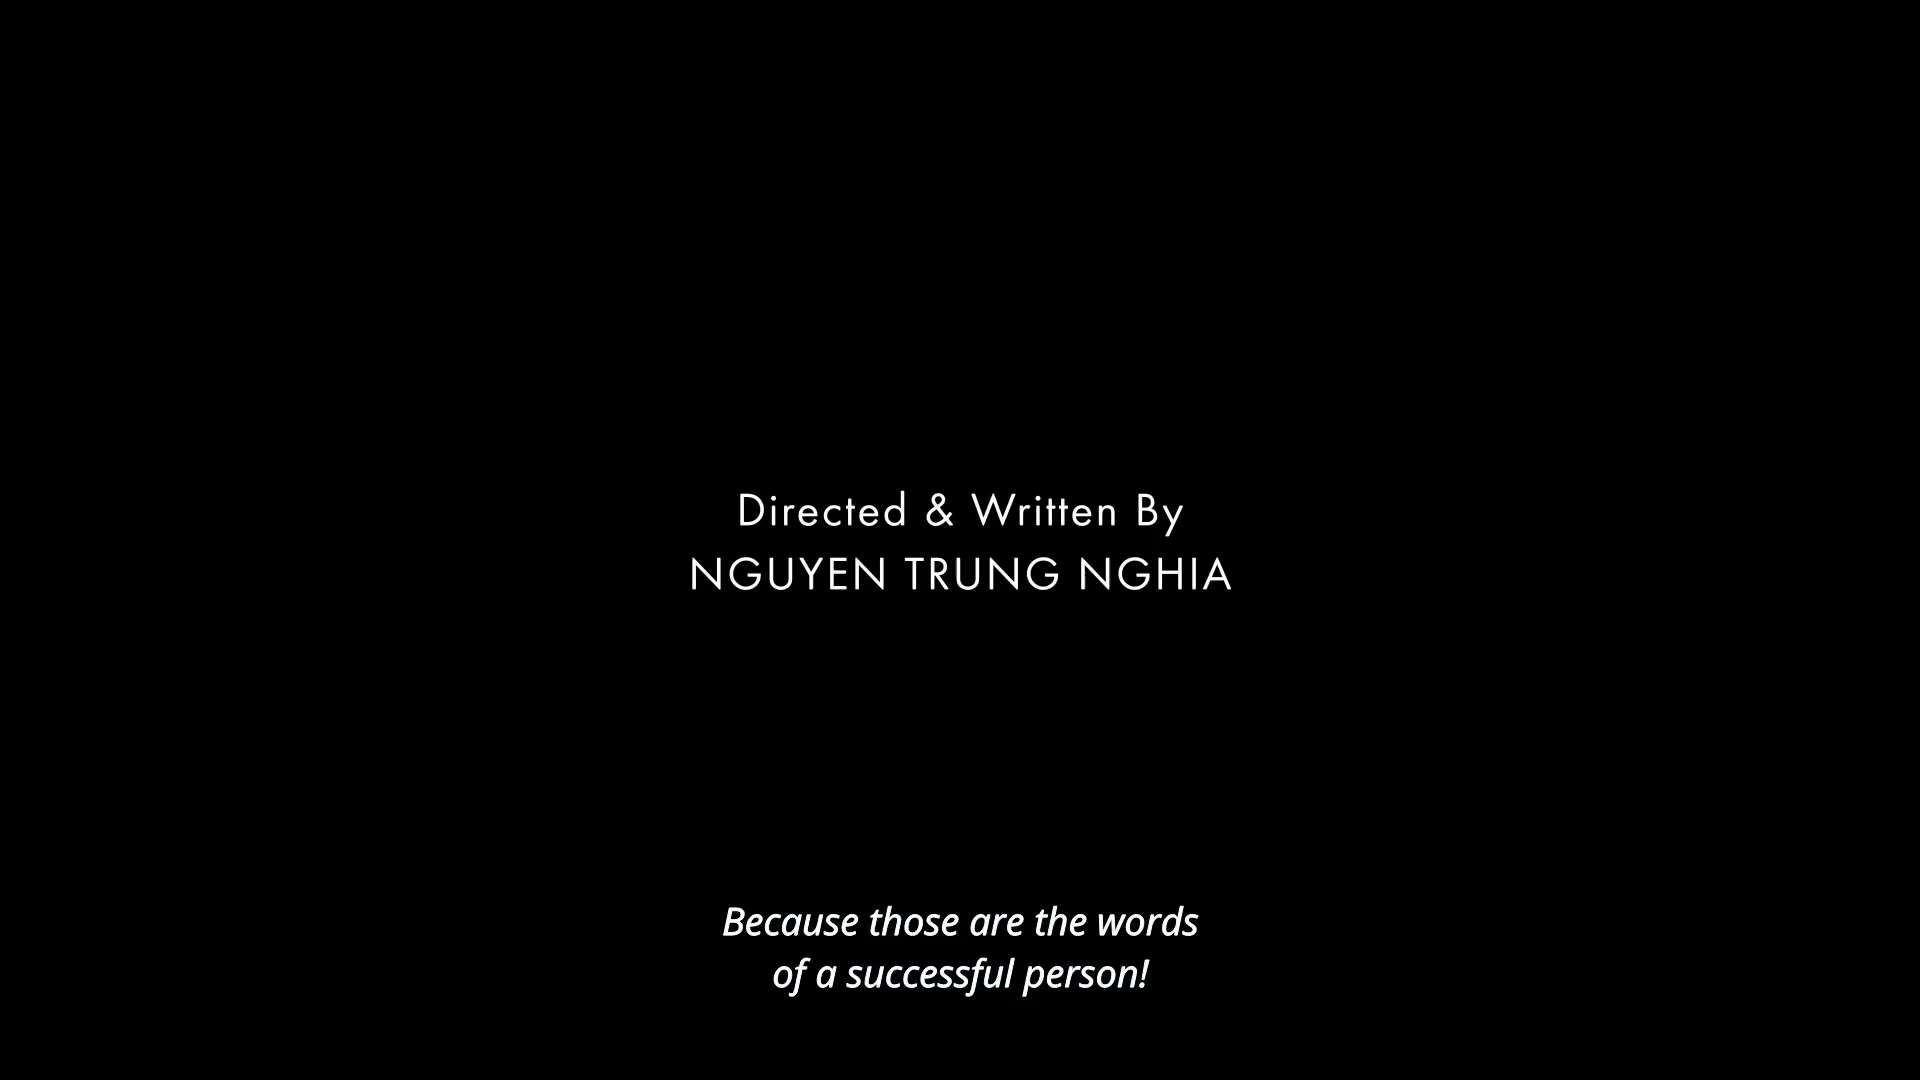 Directed & Written By
NGUYEN TRUNG NGHIA
Because those are the words
of a successful person!